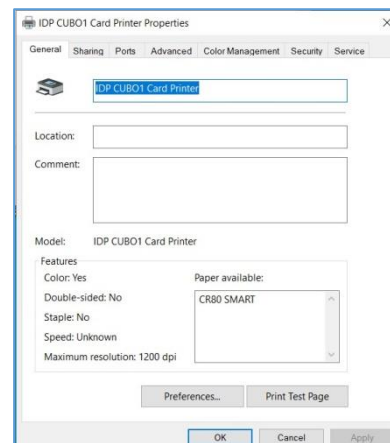 IDP CUBO1 Card Printer Properties
General Sharing Ports Advanced Color Management Security Service
IDP CUBO1 Card Printer
Location:
Comment:
Model: IDP CUBO1 Card Printer
Features
Color: Yes Paper available:
Double-sided: No CR80 SMART
Staple: No
Speed: Unknown
Maximum resolution: 1200 dpi
Preferences... Print Test Page
OK Cancel Apply